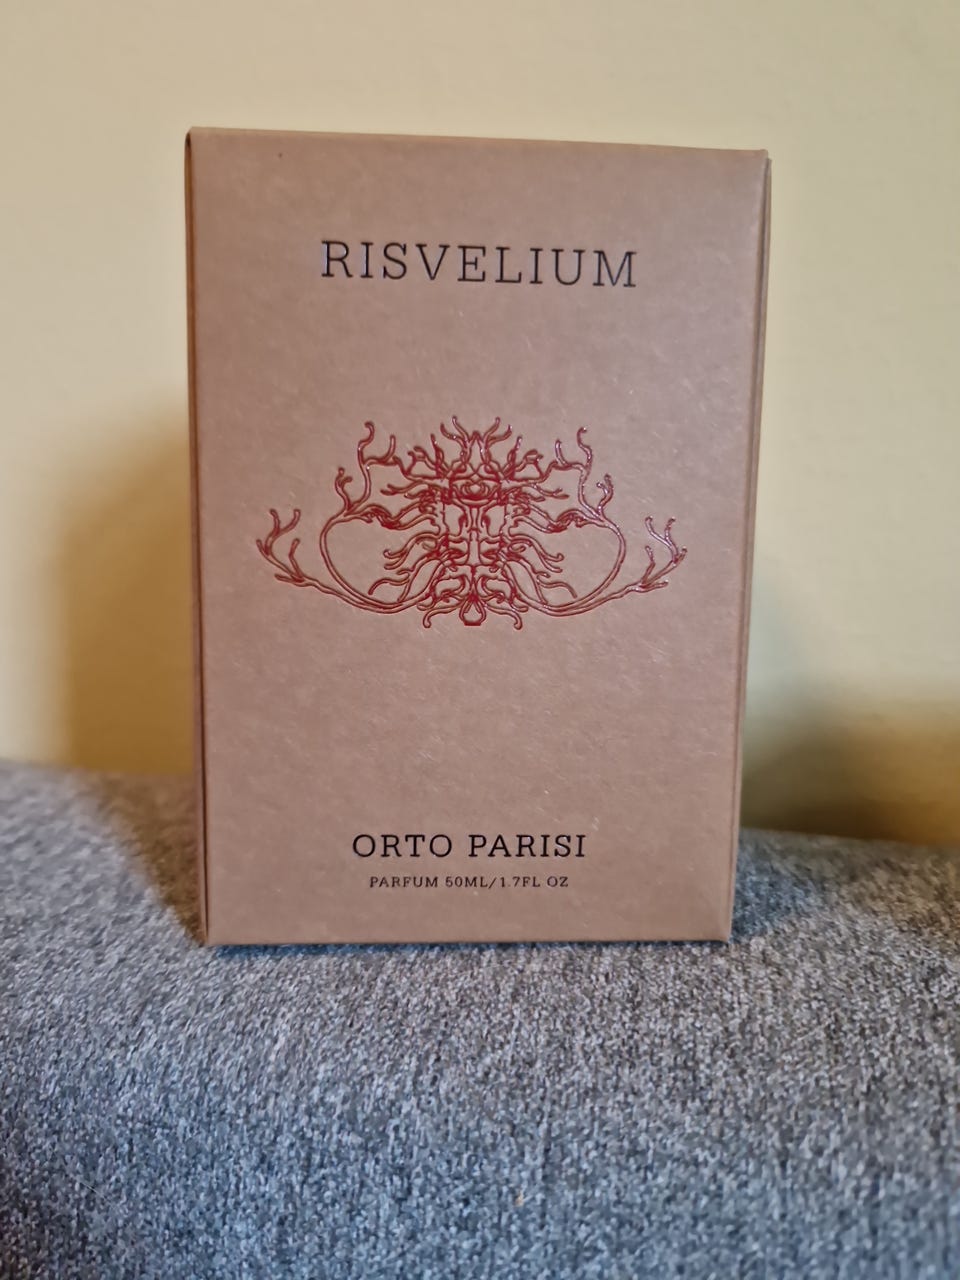 RISVELIUM
ORTO PARISI
PARFUM 50ML/1.7FL OZ